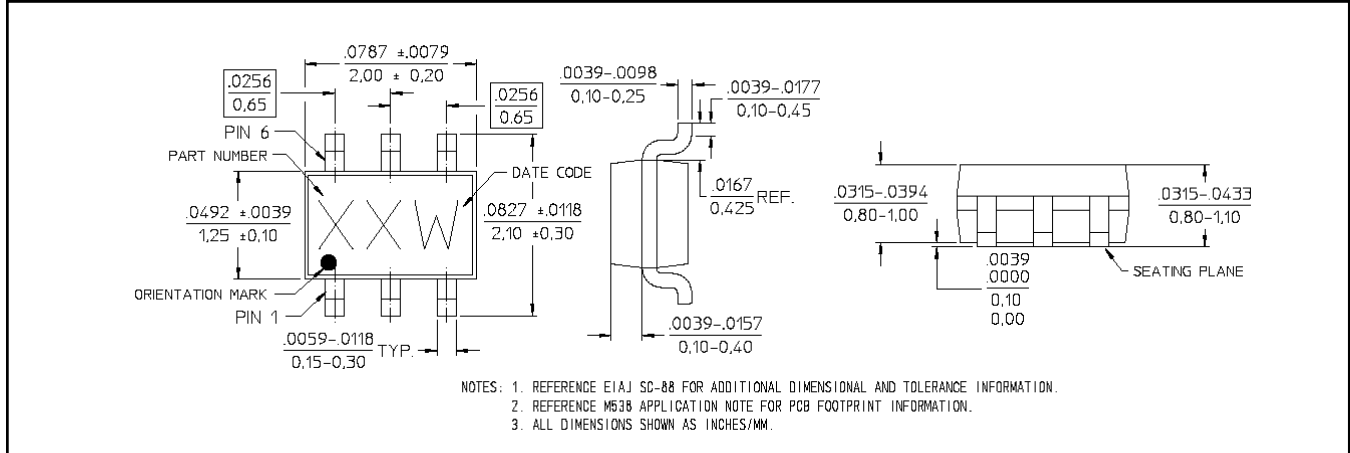 .0787 ±.0079
2,00 ± 0,20
.0256
0,65
.0256
0.65
PIN 6
PART NUMBER
DATE CODE
.0492 ±.0039
1,25 ±0,10
XXW
.0827 ±.0118
2,10 ±0,30
ORIENTATION MARK
PIN 1
.0059-.0118
0,15-0,30
TYP.
.0039-.0098
0,10-0,25
.0039-.0177
0,10-0,45
.0167
0,425
REF.
.0039-.0157
0,10-0,40
.0315-.0394
0,80-1,00
.0315-.0433
0,80-1,10
.0039
.0000
0,10
0,00
SEATING PLANE
NOTES: 1. REFERENCE EIAJ SC-88 FOR ADDITIONAL DIMENSIONAL AND TOLERANCE INFORMATION.
2. REFERENCE M538 APPLICATION NOTE FOR PCB FOOTPRINT INFORMATION.
3. ALL DIMENSIONS SHOWN AS INCHES/MM.